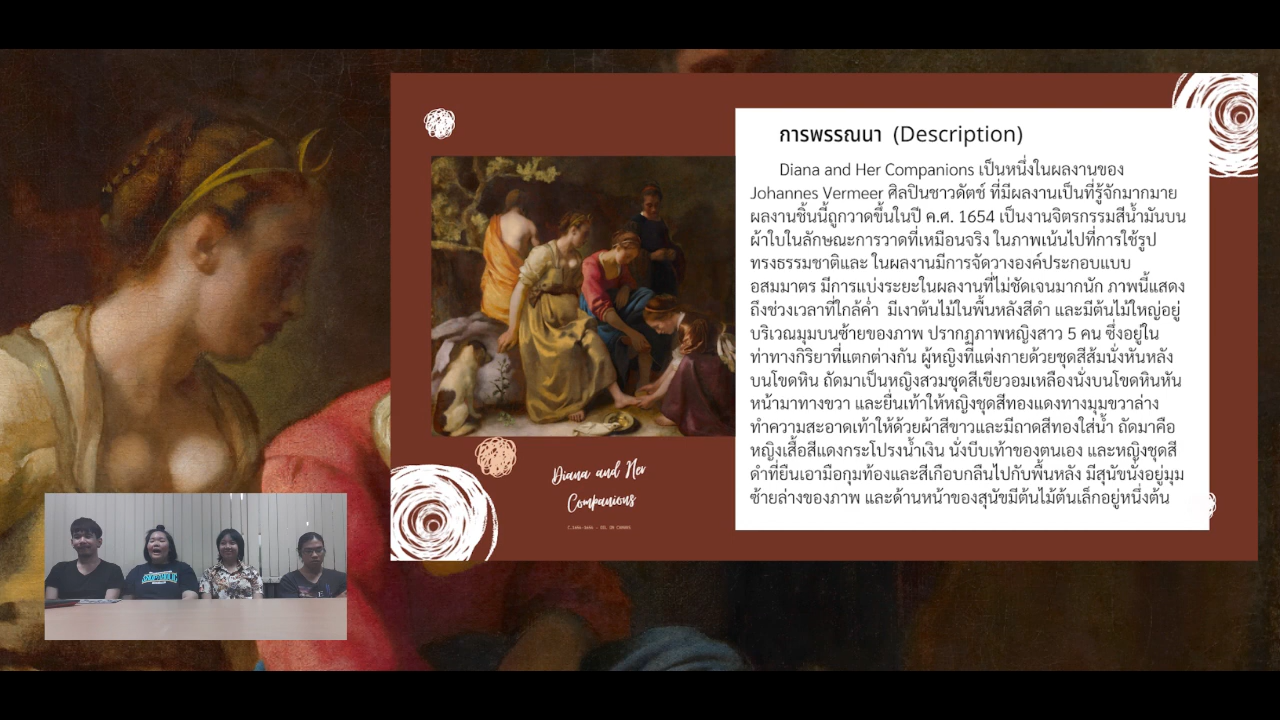 การพรรณนา (Description)
Diana and Her Companions เป็นหนึ่งในผลงานของ
Johannes Vermeer ศิลปินชาวดัตช์ ที่มีผลงานเป็นที่รู้จักมากมาย
ผลงานชิ้นนี้ถูกวาดขึ้นในปี ค.ศ. 1654 เป็นงานจิตรกรรมสีน้ำมันบน
ผ้าใบในลักษณะการวาดที่เหมือนจริง ในภาพเน้นไปที่การใช้รูป
ทรงธรรมชาติและ ในผลงานมีการจัดวางองค์ประกอบแบบ
อสมมาตร มีการแบ่งระยะในผลงานที่ไม่ชัดเจนมากนัก ภาพนี้แสดง
ถึงช่วงเวลาที่ใกล้ค่ำ มีเงาต้นไม้ในพื้นหลังสีดำ และมีต้นไม้ใหญ่อยู่
บริเวณมุมบนซ้ายของภาพ ปรากฏภาพหญิงสาว 5 คน ซึ่งอยู่ใน
ท่าทางกิริยาที่แตกต่างกัน ผู้หญิงที่แต่งกายด้วยชุดสีส้มนั่งหันหลัง
บนโขดหิน ถัดมาเป็นหญิงสวมชุดสีเขียวอมเหลืองนั่งบนโขดหินหัน
หน้ามาทางขวา และยื่นเท้าให้หญิงชุดสีทองแดงทางมุมขวาล่าง
ทำความสะอาดเท้าให้ด้วยผ้าสีขาวและมีถาดสีทองใส่น้ำ ถัดมาคือ
หญิงเสื้อสีแดงกระโปรงน้ำเงิน นั่งบีบเท้าของตนเอง และหญิงชุดสี
ดำที่ยืนเอามือกุมท้องและสีเกือบกลืนไปกับพื้นหลัง มีสุนัขนั่งอยู่มุม
ซ้ายล่างของภาพ และด้านหน้าของสุนัขมีต้นไม้ต้นเล็กอยู่หนึ่งต้น
Diana and Her
Companions